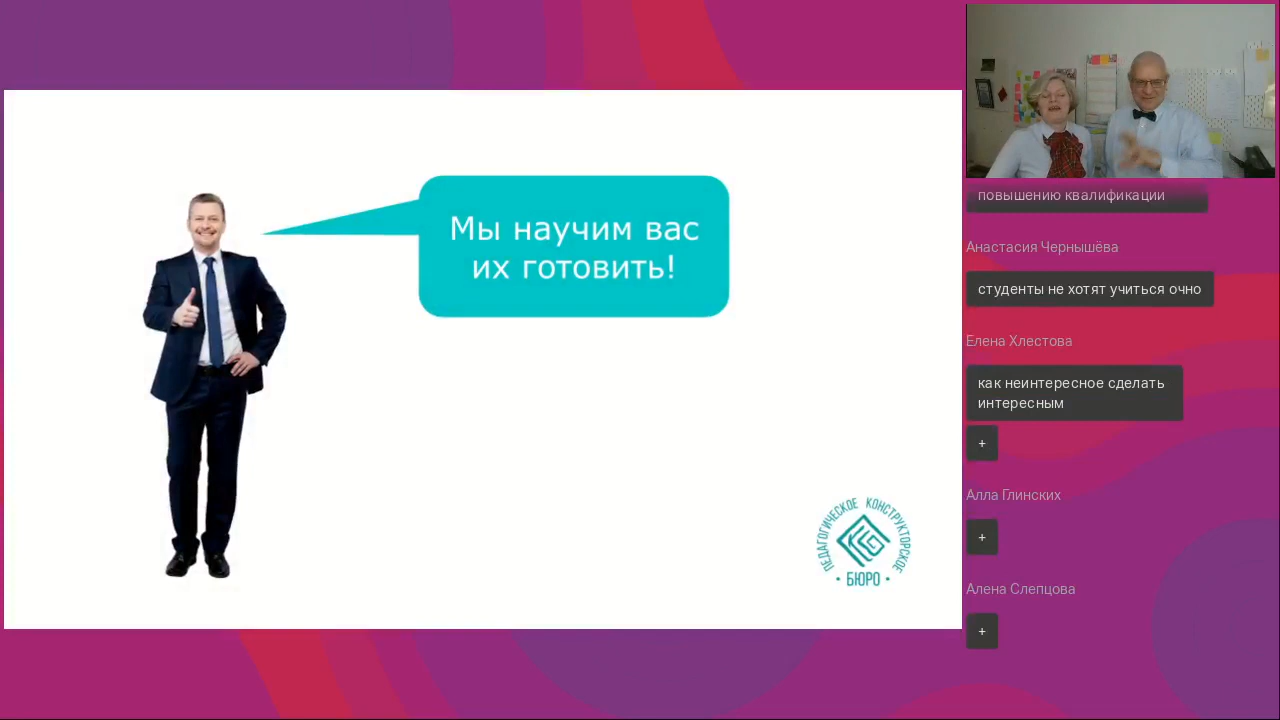 Мы научим вас
их готовить!
ПЕДАГОГИЧЕСКОЕ КОНСТРУКТОРСКОЕ
• БЮРО •
повышению квалификации
Анастасия Чернышёва
студенты не хотят учиться очно
Елена Хлестова
как неинтересное сделать
интересным
+
Алла Глинских
+
Алена Слепцова
+